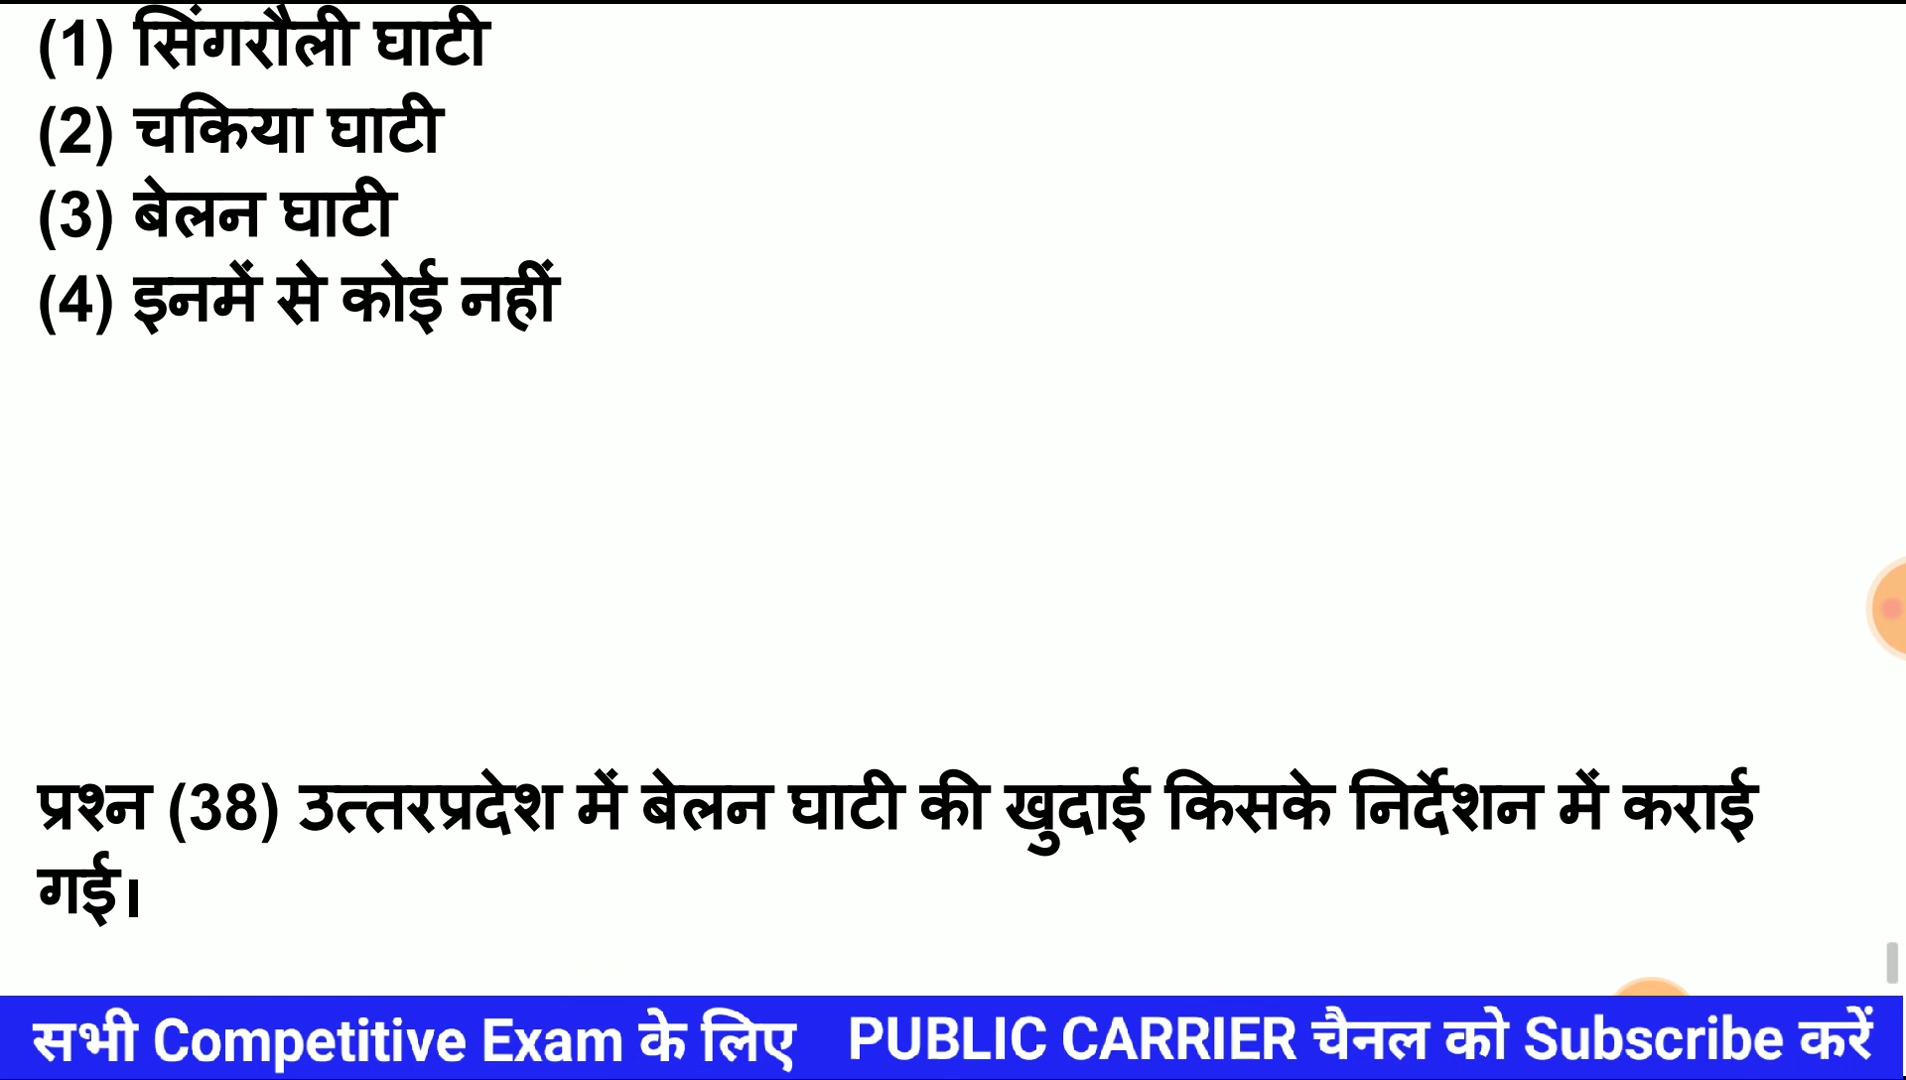 (1) सिंगरौली घाटी
(2) चकिया घाटी
(3) बेलन घाटी
(4) इनमें से कोई नहीं
प्रश्न (38) उत्तरप्रदेश में बेलन घाटी की खुदाई किसके निर्देशन में कराई
गई।
सभी Competitive Exam के लिए PUBLIC CARRIER चैनल को Subscribe करें